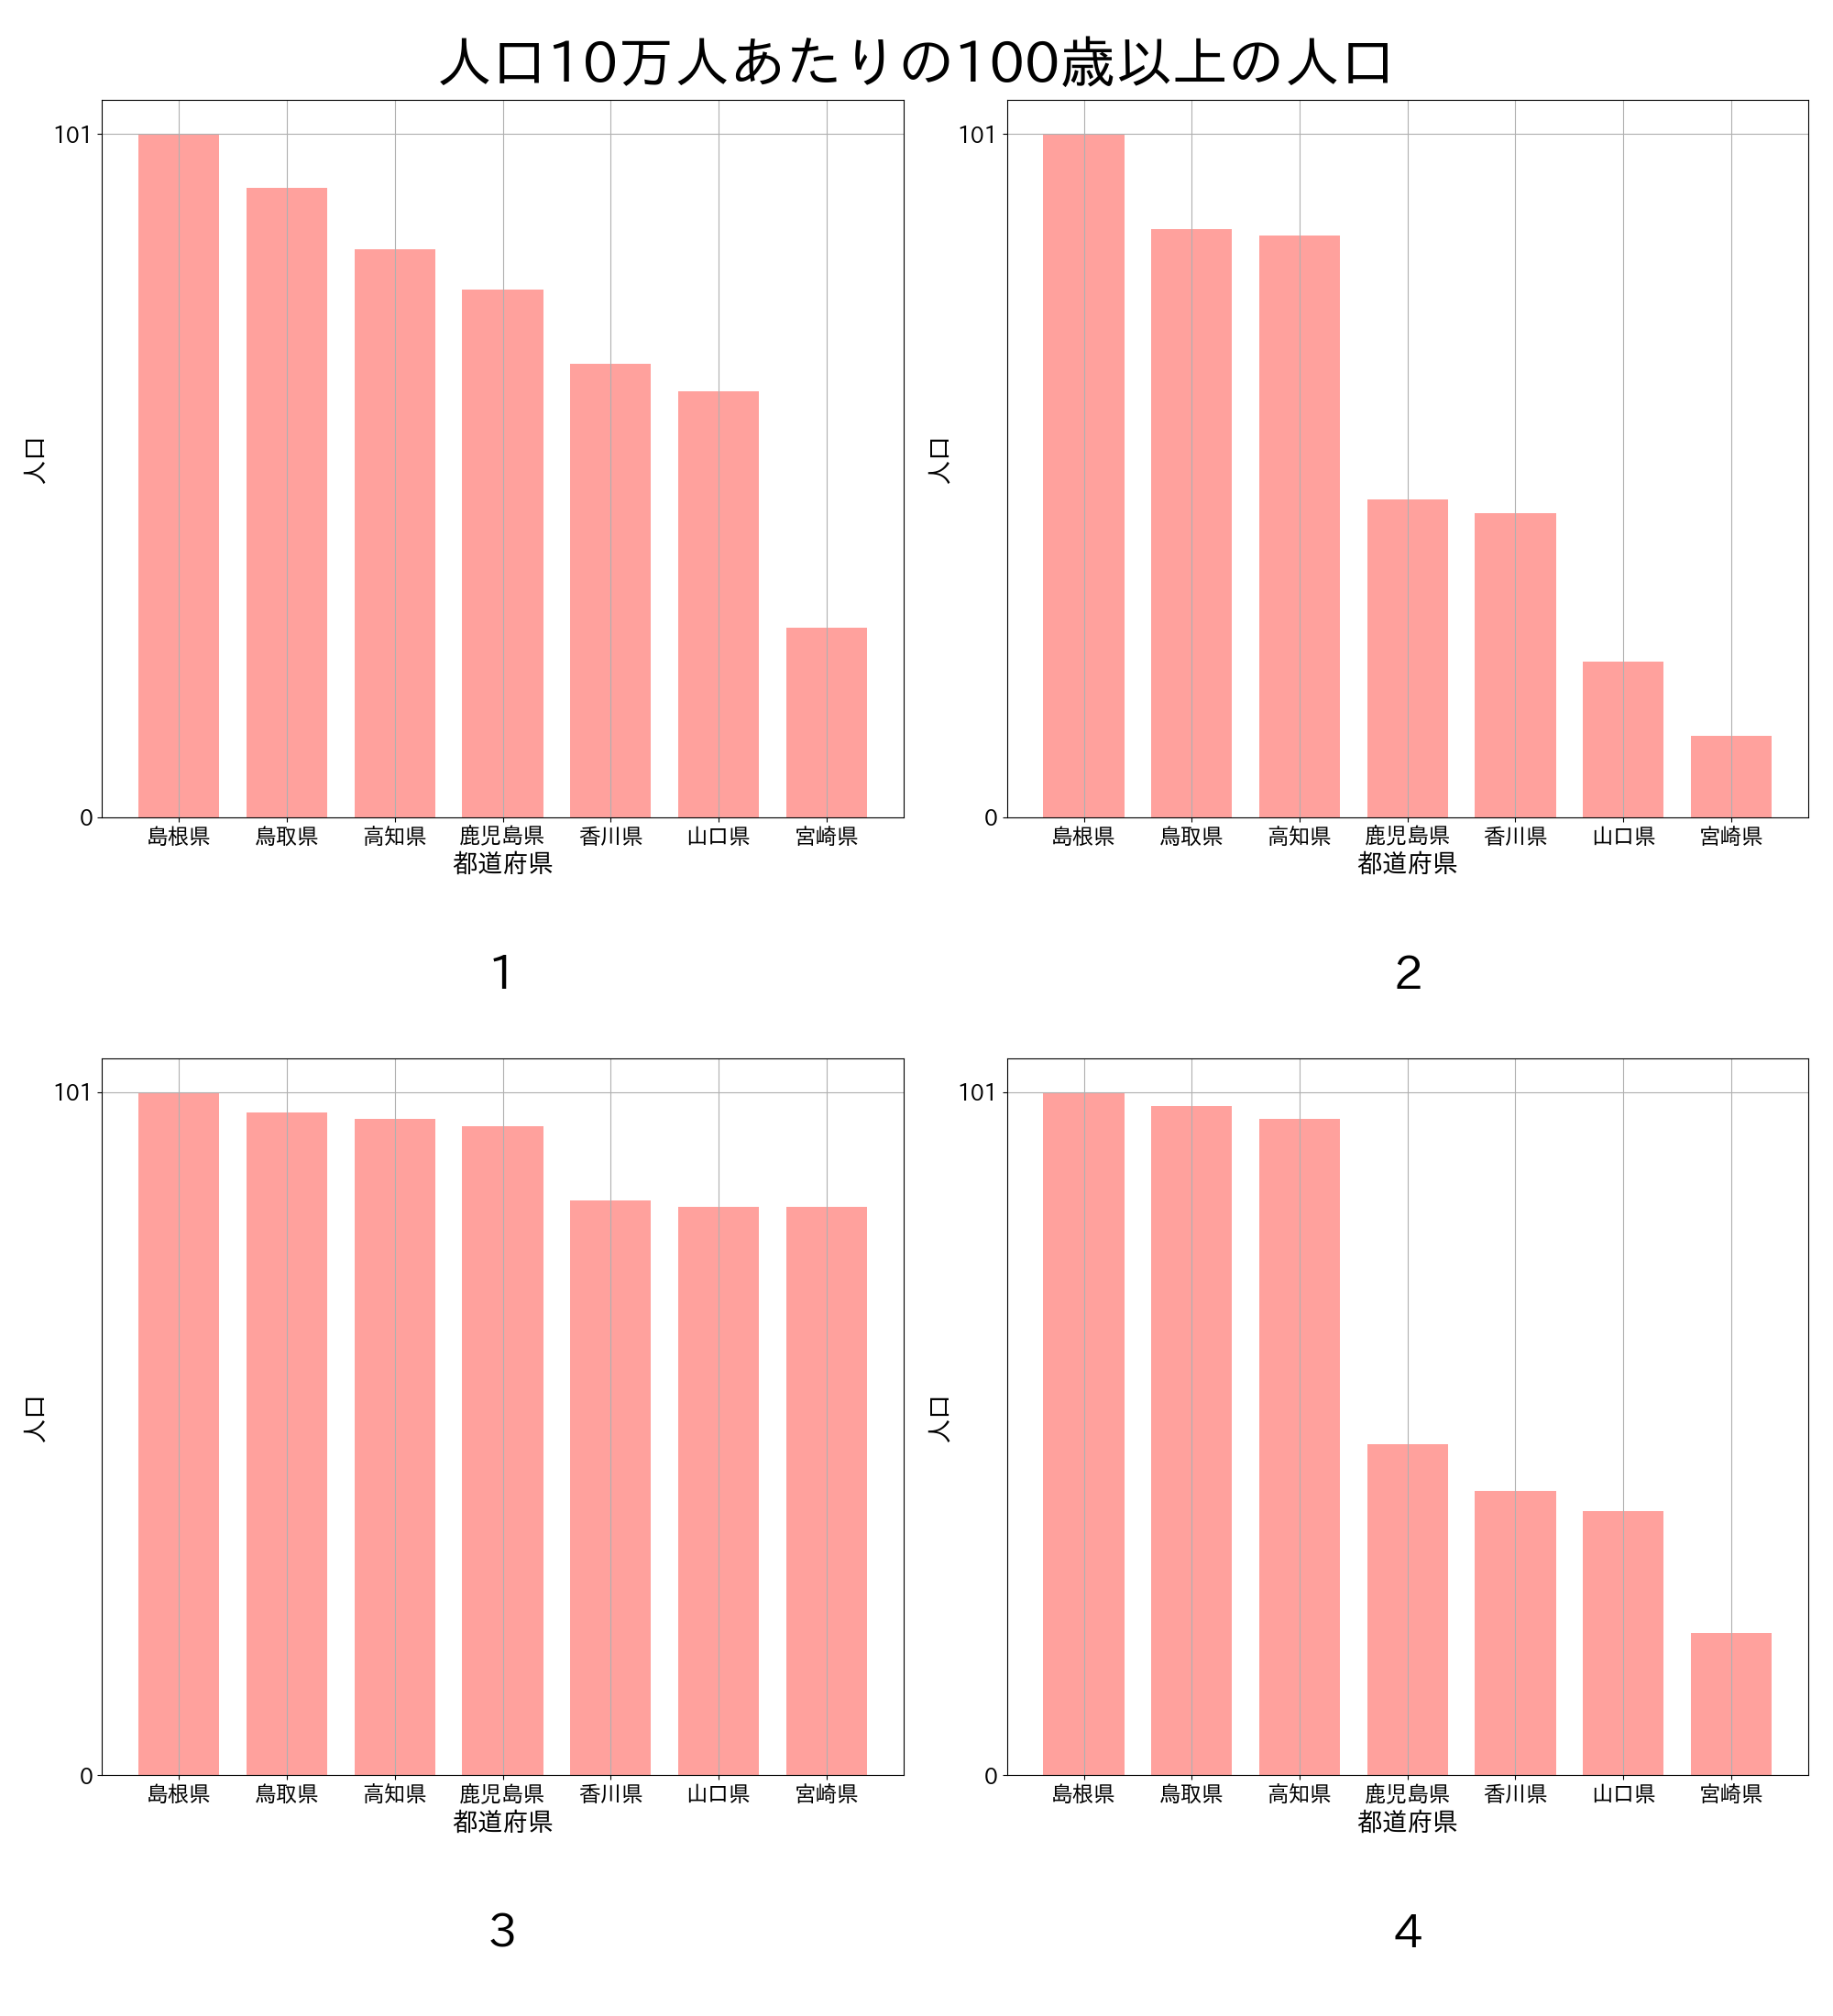 人口10万人あたりの100歳以上の人口
101
0
人口
島根県 鳥取県 高知県 鹿児島県 香川県 山口県 宮崎県
都道府県
1
101
0
人口
島根県 鳥取県 高知県 鹿児島県 香川県 山口県 宮崎県
都道府県
2
101
0
人口
島根県 鳥取県 高知県 鹿児島県 香川県 山口県 宮崎県
都道府県
3
101
0
人口
島根県 鳥取県 高知県 鹿児島県 香川県 山口県 宮崎県
都道府県
4